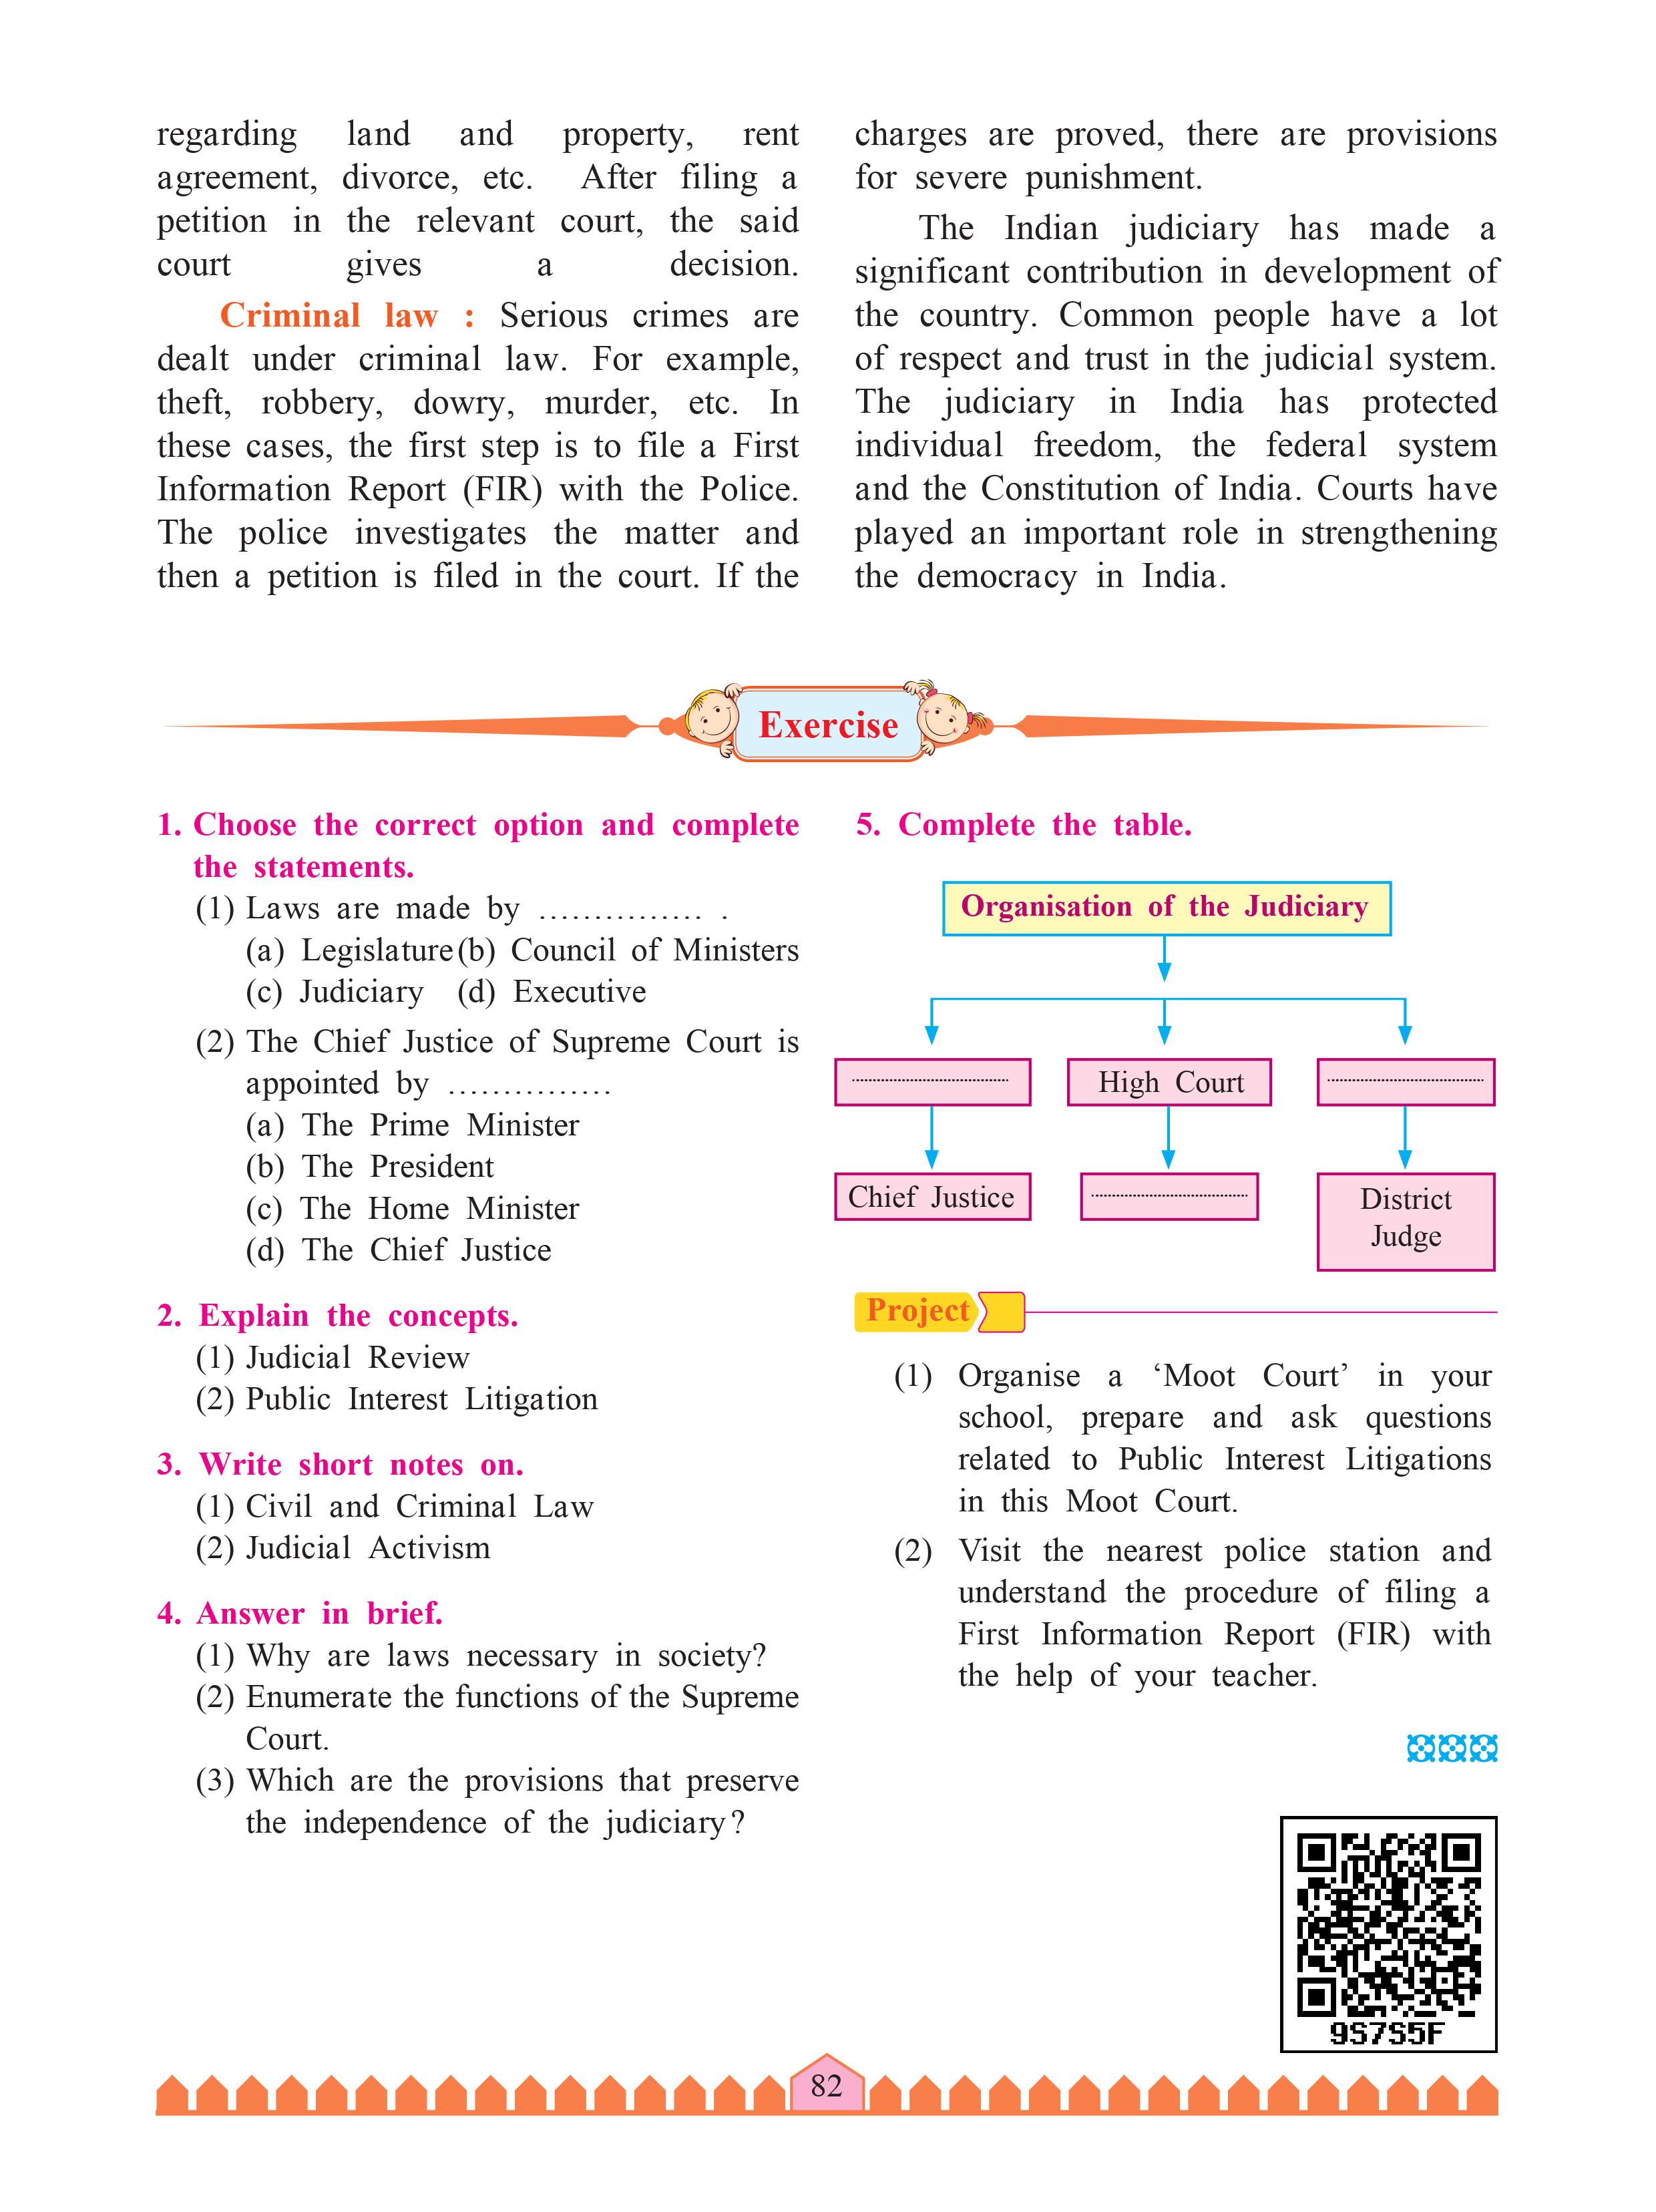 regarding land and property, rent
agreement, divorce, etc. After filing a
petition in the relevant court, the said
court gives a decision.
Criminal law : Serious crimes are
dealt under criminal law. For example,
theft, robbery, dowry, murder, etc. In
these cases, the first step is to file a First
Information Report (FIR) with the Police.
The police investigates the matter and
then a petition is filed in the court. If the
charges are proved, there are provisions
for severe punishment.
The Indian judiciary has made a
significant contribution in development of
the country. Common people have a lot
of respect and trust in the judicial system.
The judiciary in India has protected
individual freedom, the federal system
and the Constitution of India. Courts have
played an important role in strengthening
the democracy in India.
Exercise
1. Choose the correct option and complete
the statements.
(1) Laws are made by ............... .
(a) Legislature (b) Council of Ministers
(c) Judiciary (d) Executive
(2) The Chief Justice of Supreme Court is
appointed by ...............
(a) The Prime Minister
(b) The President
(c) The Home Minister
(d) The Chief Justice
2. Explain the concepts.
(1) Judicial Review
(2) Public Interest Litigation
3. Write short notes on.
(1) Civil and Criminal Law
(2) Judicial Activism
4. Answer in brief.
(1) Why are laws necessary in society?
(2) Enumerate the functions of the Supreme
Court.
(3) Which are the provisions that preserve
the independence of the judiciary?
5. Complete the table.
Organisation of the Judiciary
High Court
Chief Justice
District
Judge
Project
(1) Organise a ‘Moot Court’ in your
school, prepare and ask questions
related to Public Interest Litigations
in this Moot Court.
(2) Visit the nearest police station and
understand the procedure of filing a
First Information Report (FIR) with
the help of your teacher.
9S7S5F
82